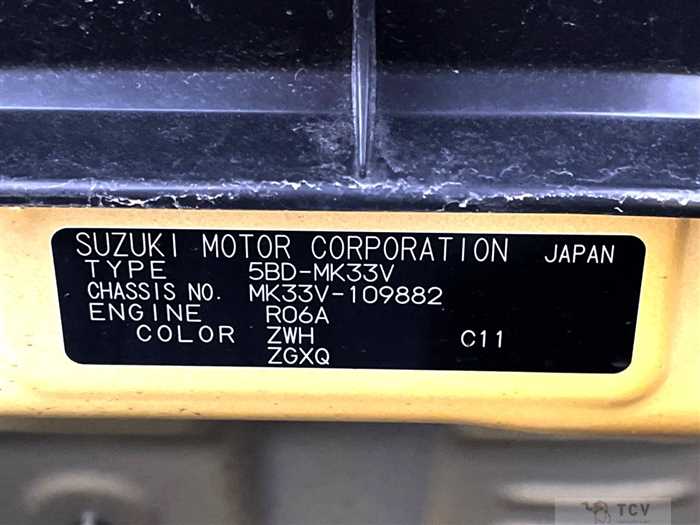 SUZUKI MOTOR CORPORATION JAPAN
TYPE 5BD-MK33V
CHASSIS NO. MK33V-109882
ENGINE R06A
COLOR ZWH C11
ZGXQ
TCV